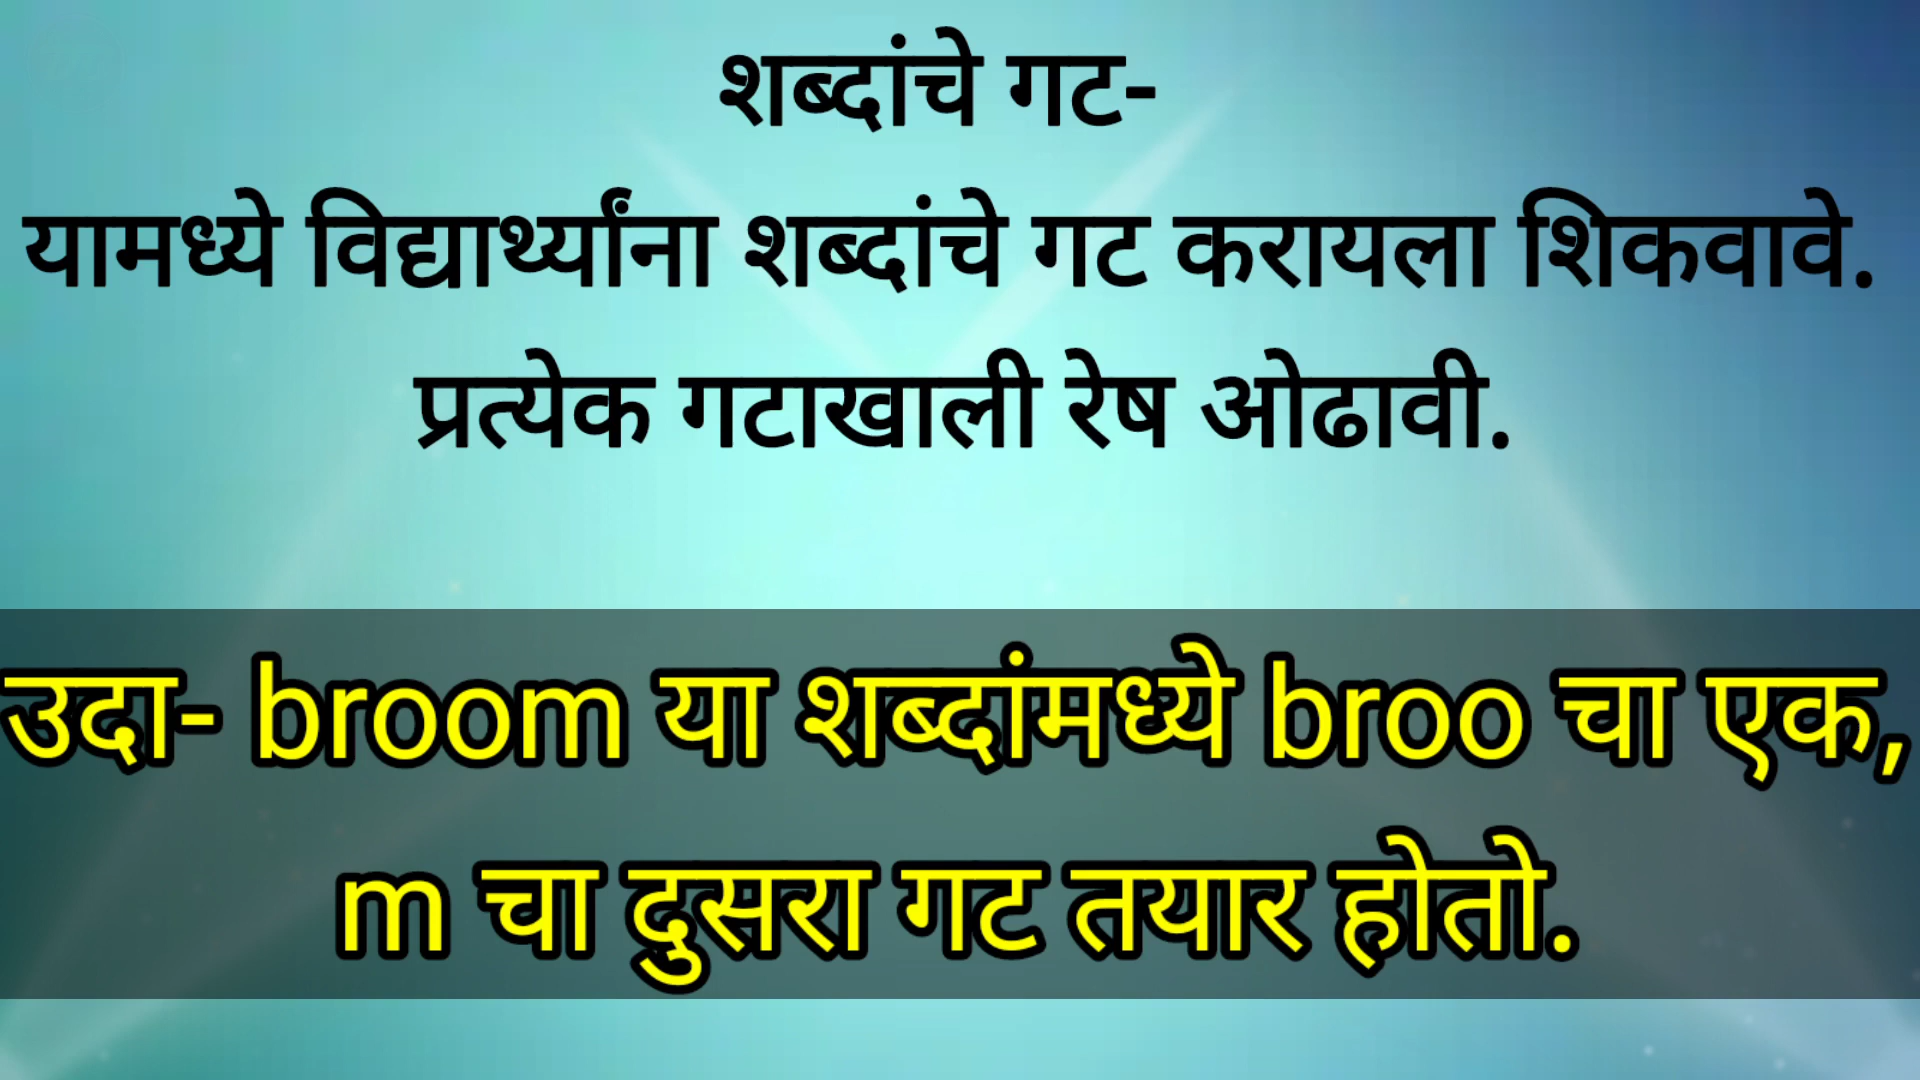 शब्दांचे गट-
यामध्ये विद्यार्थ्यांना शब्दांचे गट करायला शिकवावे.
प्रत्येक गटाखाली रेष ओढावी.
उदा- broom या शब्दांमध्ये broo चा एक,
m चा दुसरा गट तयार होतो.